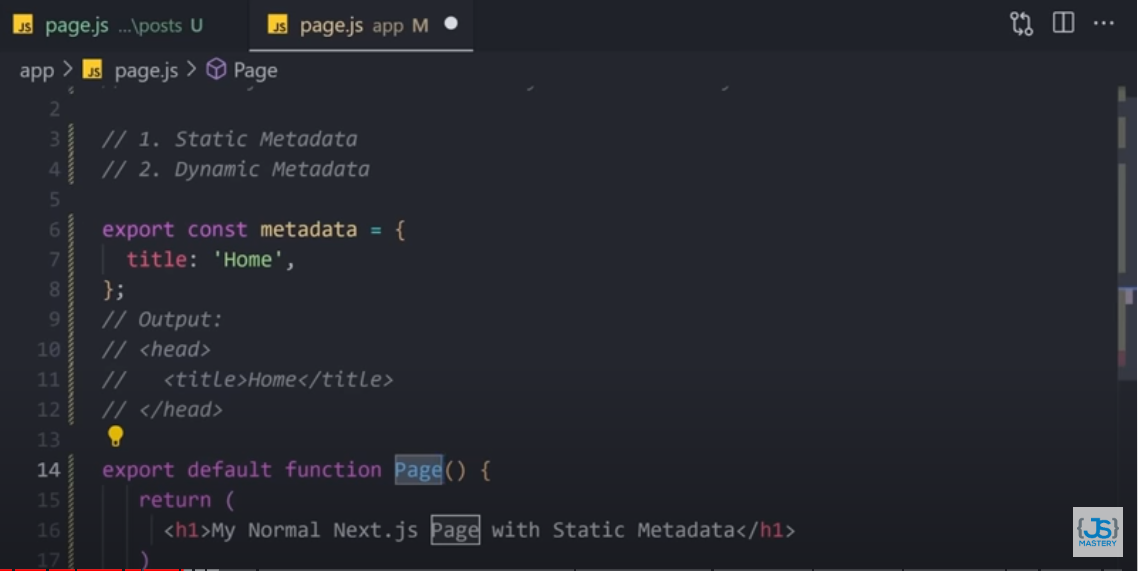 page.js ...\posts U
page.js app M
app > page.js > Page
2
3 // 1. Static Metadata
4 // 2. Dynamic Metadata
5
6 export const metadata = {
7 title: 'Home',
8 };
9 // Output:
10 // <head>
11 //   <title>Home</title>
12 // </head>
13
14 export default function Page() {
15 return (
16 <h1>My Normal Next.js Page with Static Metadata</h1>
17 )
{JS}
MASTERY